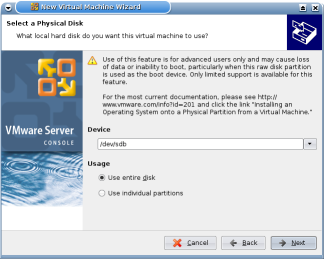 New Virtual Machine Wizard
Select a Physical Disk
What local hard disk do you want this virtual machine to use?
Use of this feature is for advanced users only and may cause loss
of data or inability to boot, particularly when this raw disk partition
is used as the boot device. Only limited support is available for this
feature.
For the most current documentation, please see http://
www.vmware.com/info?id=201 and click the link "Installing an
Operating System onto a Physical Partition from a Virtual Machine."
VMware Server
CONSOLE
Device
/dev/sdb
Usage
Use entire disk
Use individual partitions
Cancel
Back
Next